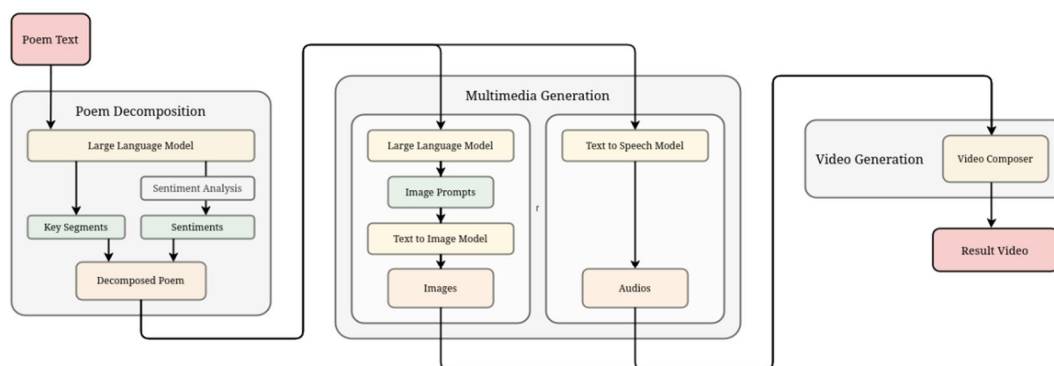 Poem Text
Poem Decomposition
Large Language Model
Sentiment Analysis
Key Segments
Sentiments
Decomposed Poem
Multimedia Generation
Large Language Model
Image Prompts
Text to Image Model
Images
r
Text to Speech Model
Audios
Video Generation
Video Composer
Result Video